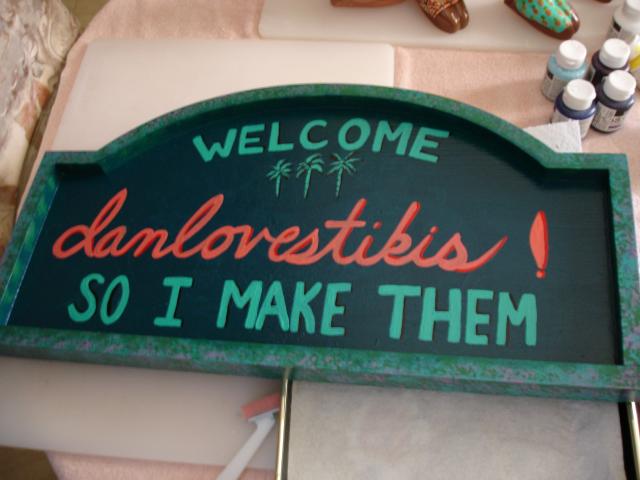 WELCOME
danlovestikis!
SO I MAKE THEM